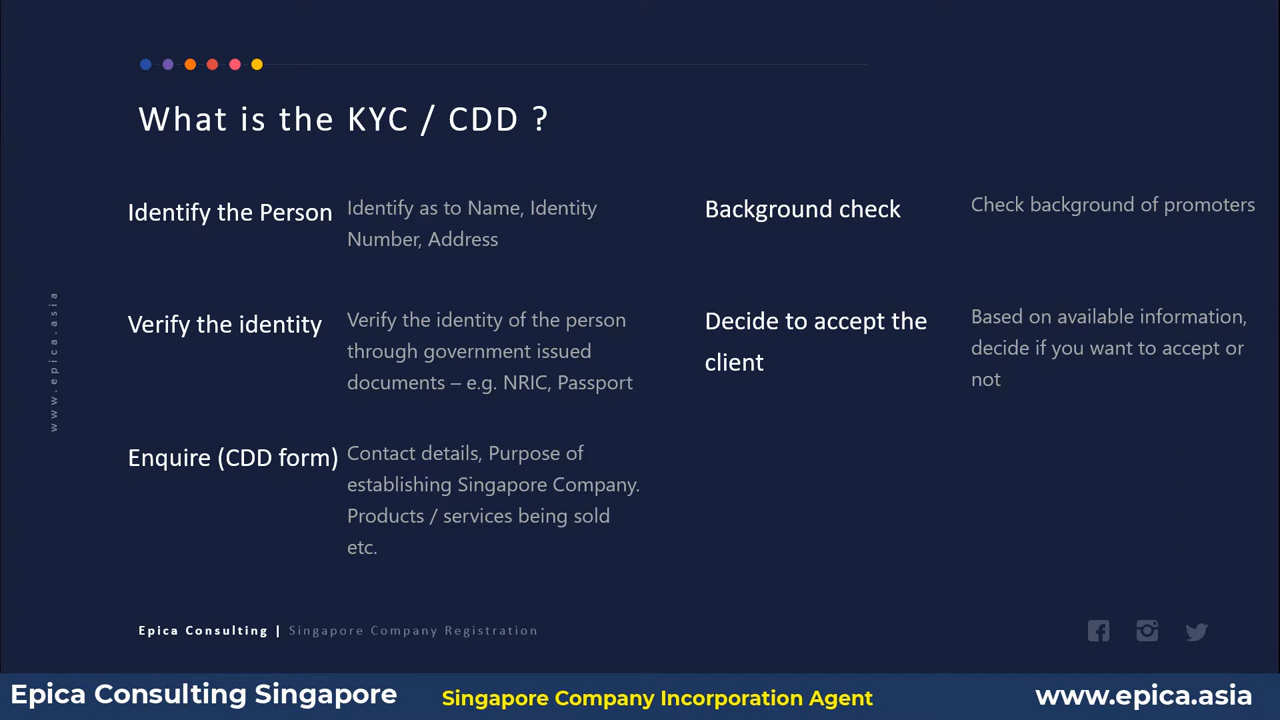 What is the KYC / CDD ?
Identify the Person
Identify as to Name, Identity
Number, Address
Verify the identity
Verify the identity of the person
through government issued
documents – e.g. NRIC, Passport
Enquire (CDD form)
Contact details, Purpose of
establishing Singapore Company.
Products / services being sold
etc.
Background check
Check background of promoters
Decide to accept the
client
Based on available information,
decide if you want to accept or
not
www.epica.asia
Epica Consulting | Singapore Company Registration
Epica Consulting Singapore
Singapore Company Incorporation Agent
www.epica.asia